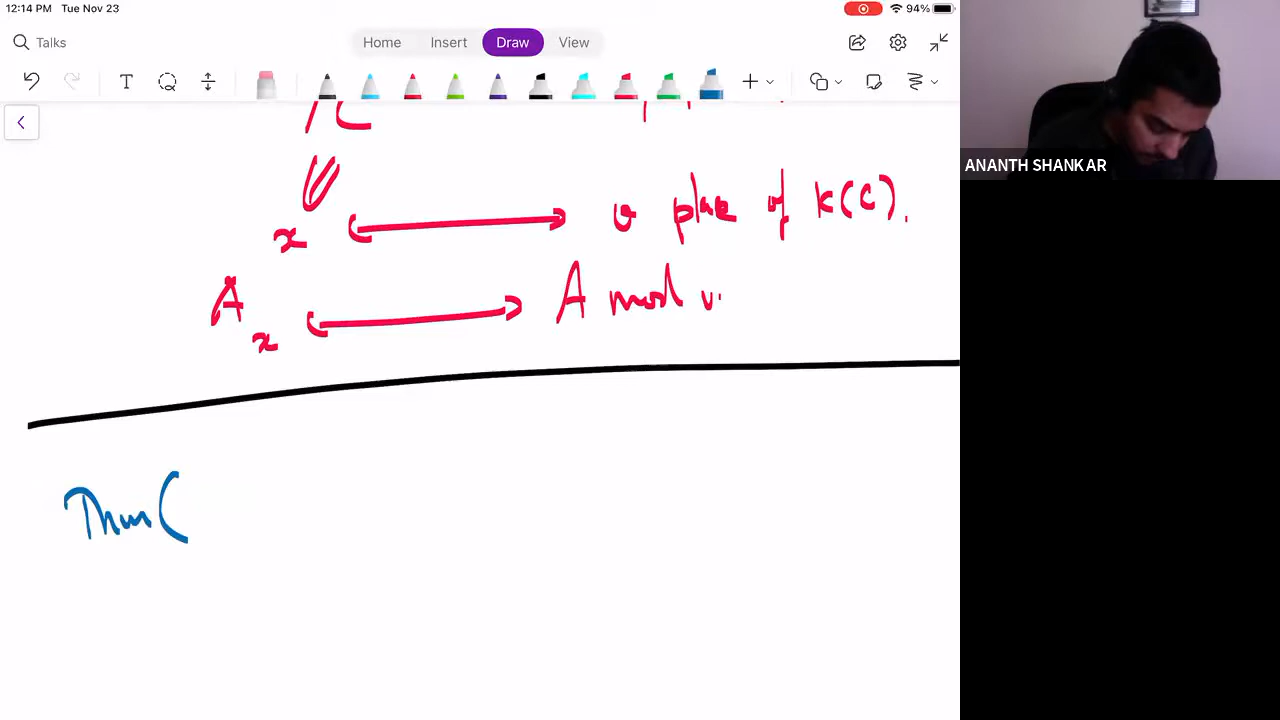 12:14 PM Tue Nov 23
94%
Talks
Home Insert Draw View
T
x ⟷ v place of k(C).
A_x ⟷ A mod v.
Thm (
ANANTH SHANKAR